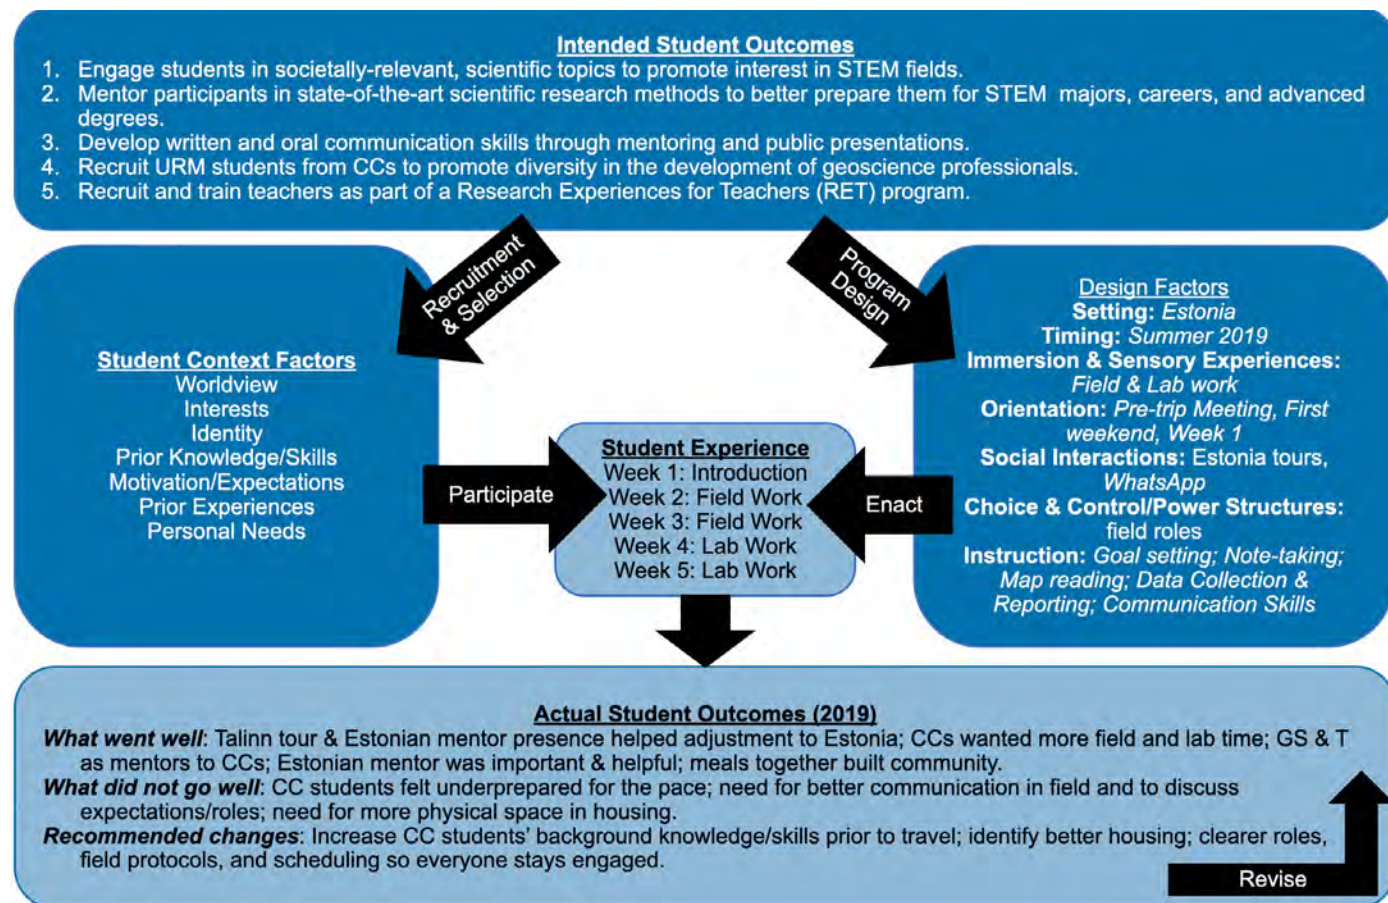 Intended Student Outcomes
1. Engage students in societally-relevant, scientific topics to promote interest in STEM fields.
2. Mentor participants in state-of-the-art scientific research methods to better prepare them for STEM majors, careers, and advanced
degrees.
3. Develop written and oral communication skills through mentoring and public presentations.
4. Recruit URM students from CCs to promote diversity in the development of geoscience professionals.
5. Recruit and train teachers as part of a Research Experiences for Teachers (RET) program.
Recruitment
& Selection
Program
Design
Student Context Factors
Worldview
Interests
Identity
Prior Knowledge/Skills
Motivation/Expectations
Prior Experiences
Personal Needs
Participate
Student Experience
Week 1: Introduction
Week 2: Field Work
Week 3: Field Work
Week 4: Lab Work
Week 5: Lab Work
Enact
Design Factors
Setting: Estonia
Timing: Summer 2019
Immersion & Sensory Experiences:
Field & Lab work
Orientation: Pre-trip Meeting, First
weekend, Week 1
Social Interactions: Estonia tours,
WhatsApp
Choice & Control/Power Structures:
field roles
Instruction: Goal setting; Note-taking;
Map reading; Data Collection &
Reporting; Communication Skills
Actual Student Outcomes (2019)
What went well: Talinn tour & Estonian mentor presence helped adjustment to Estonia; CCs wanted more field and lab time; GS & T
as mentors to CCs; Estonian mentor was important & helpful; meals together built community.
What did not go well: CC students felt underprepared for the pace; need for better communication in field and to discuss
expectations/roles; need for more physical space in housing.
Recommended changes: Increase CC students' background knowledge/skills prior to travel; identify better housing; clearer roles,
field protocols, and scheduling so everyone stays engaged.
Revise